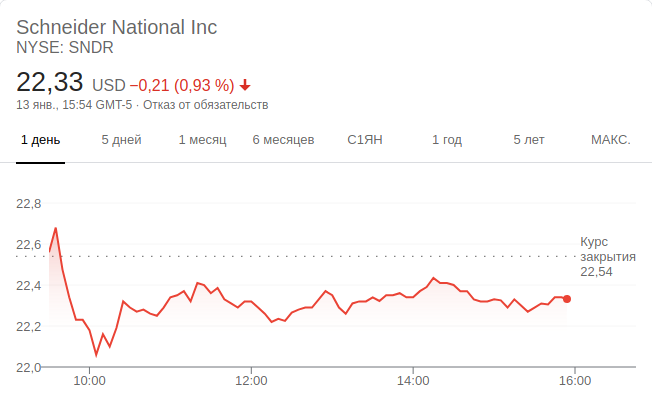 Schneider National Inc
NYSE: SNDR
22,33 USD −0,21 (0,93 %)
13 янв., 15:54 GMT-5 · Отказ от обязательств
1 день 5 дней 1 месяц 6 месяцев С1ЯН 1 год 5 лет МАКС.
22,8
22,6
22,4
22,2
22,0
Курс
закрытия
22,54
10:00 12:00 14:00 16:00